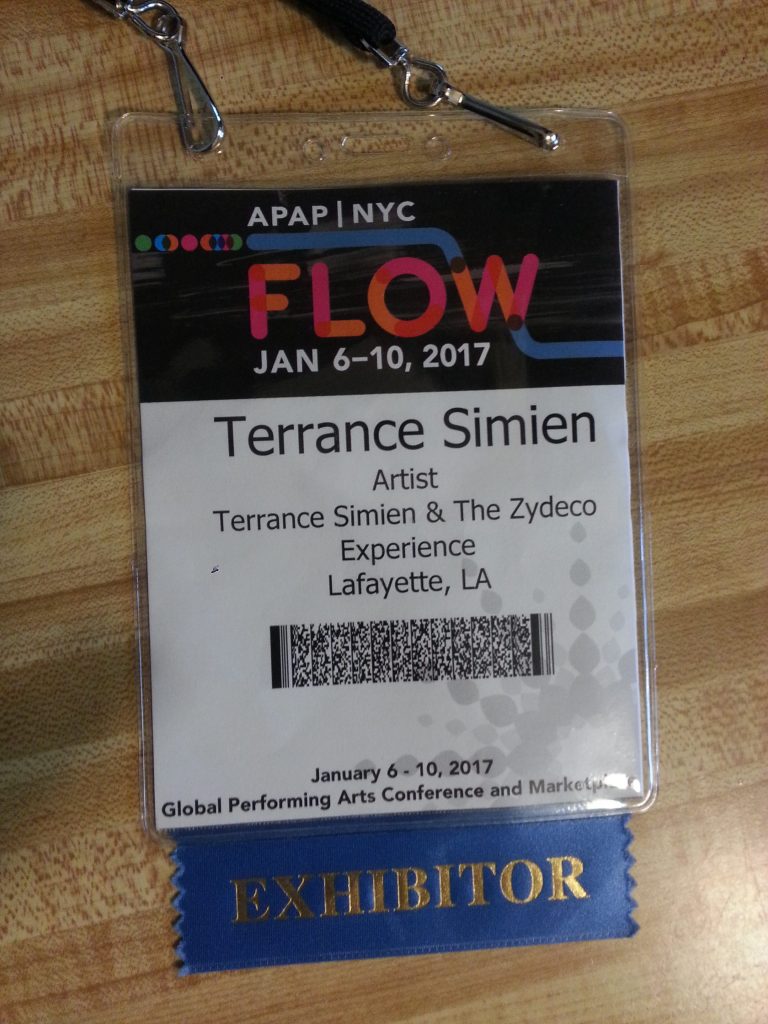 APAP | NYC
FLOW
JAN 6–10, 2017
Terrance Simien
Artist
Terrance Simien & The Zydeco
Experience
Lafayette, LA
January 6 - 10, 2017
Global Performing Arts Conference and Marketplace
EXHIBITOR